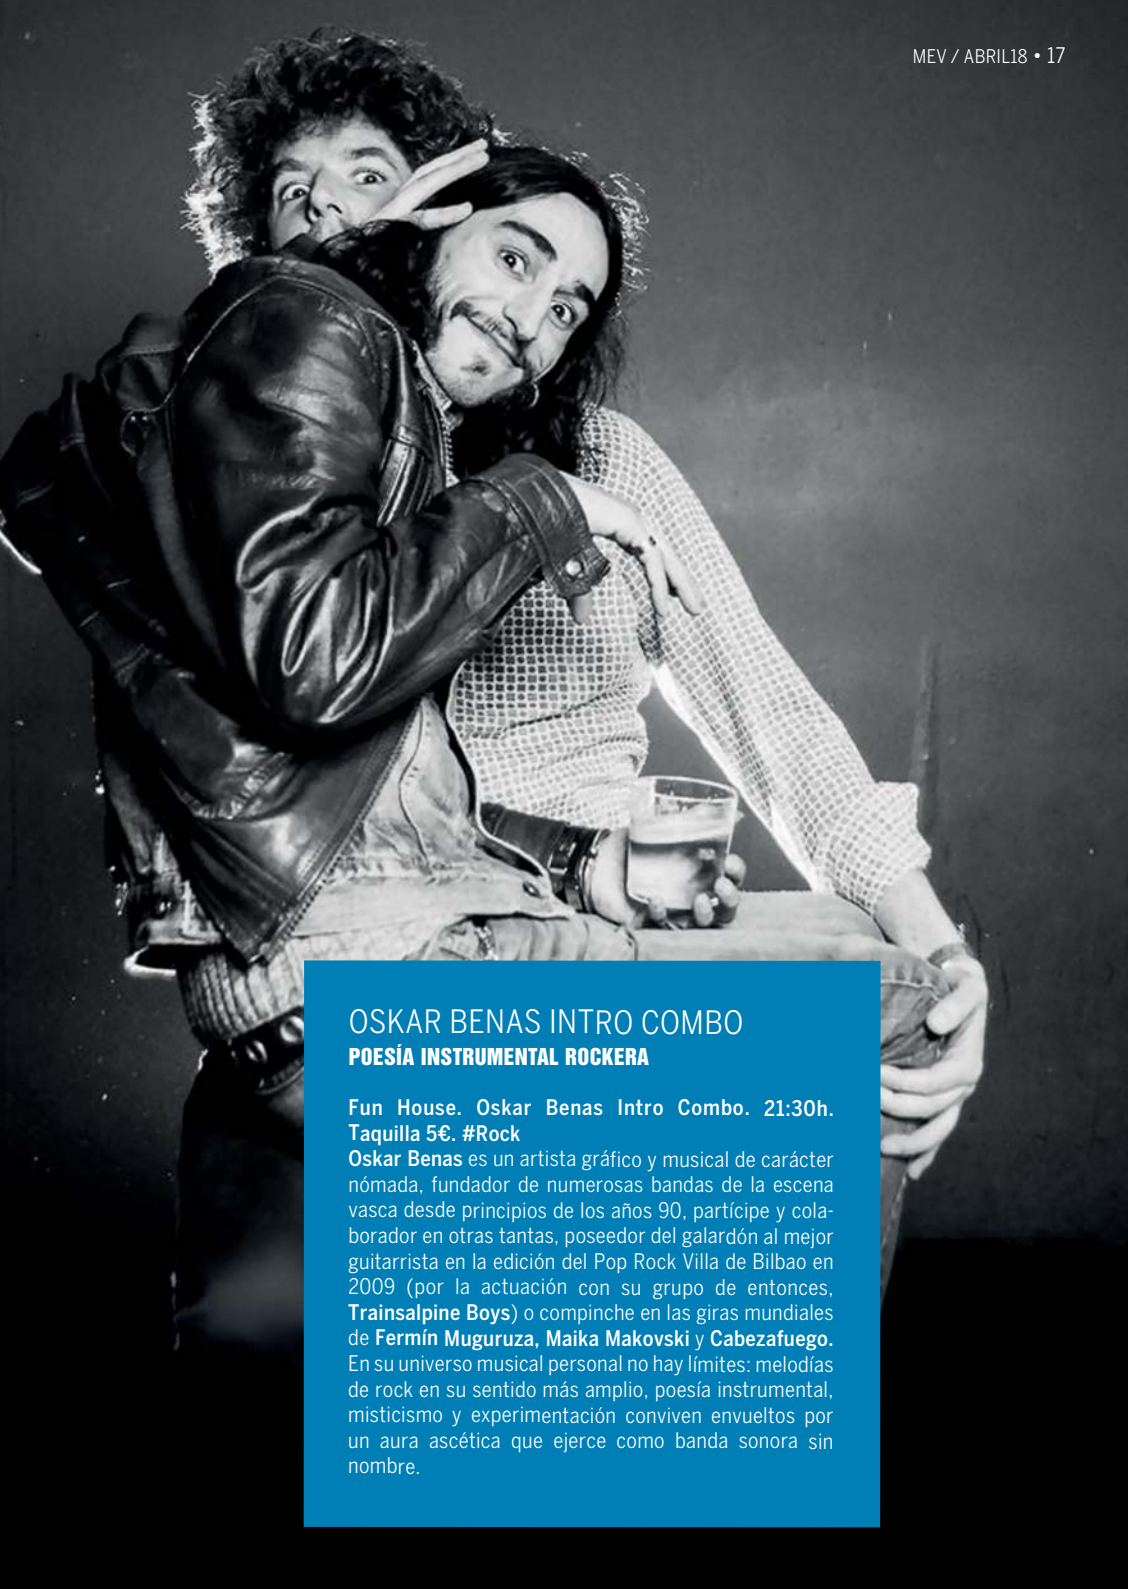 MEV / ABRIL18 • 17
OSKAR BENAS INTRO COMBO
POESÍA INSTRUMENTAL ROCKERA
Fun House. Oskar Benas Intro Combo. 21:30h.
Taquilla 5€. #Rock
Oskar Benas es un artista gráfico y musical de carácter
nómada, fundador de numerosas bandas de la escena
vasca desde principios de los años 90, partícipe y cola-
borador en otras tantas, poseedor del galardón al mejor
guitarrista en la edición del Pop Rock Villa de Bilbao en
2009 (por la actuación con su grupo de entonces,
Trainsalpine Boys) o compinche en las giras mundiales
de Fermín Muguruza, Maika Makovski y Cabezafuego.
En su universo musical personal no hay límites: melodías
de rock en su sentido más amplio, poesía instrumental,
misticismo y experimentación conviven envueltos por
un aura ascética que ejerce como banda sonora sin
nombre.